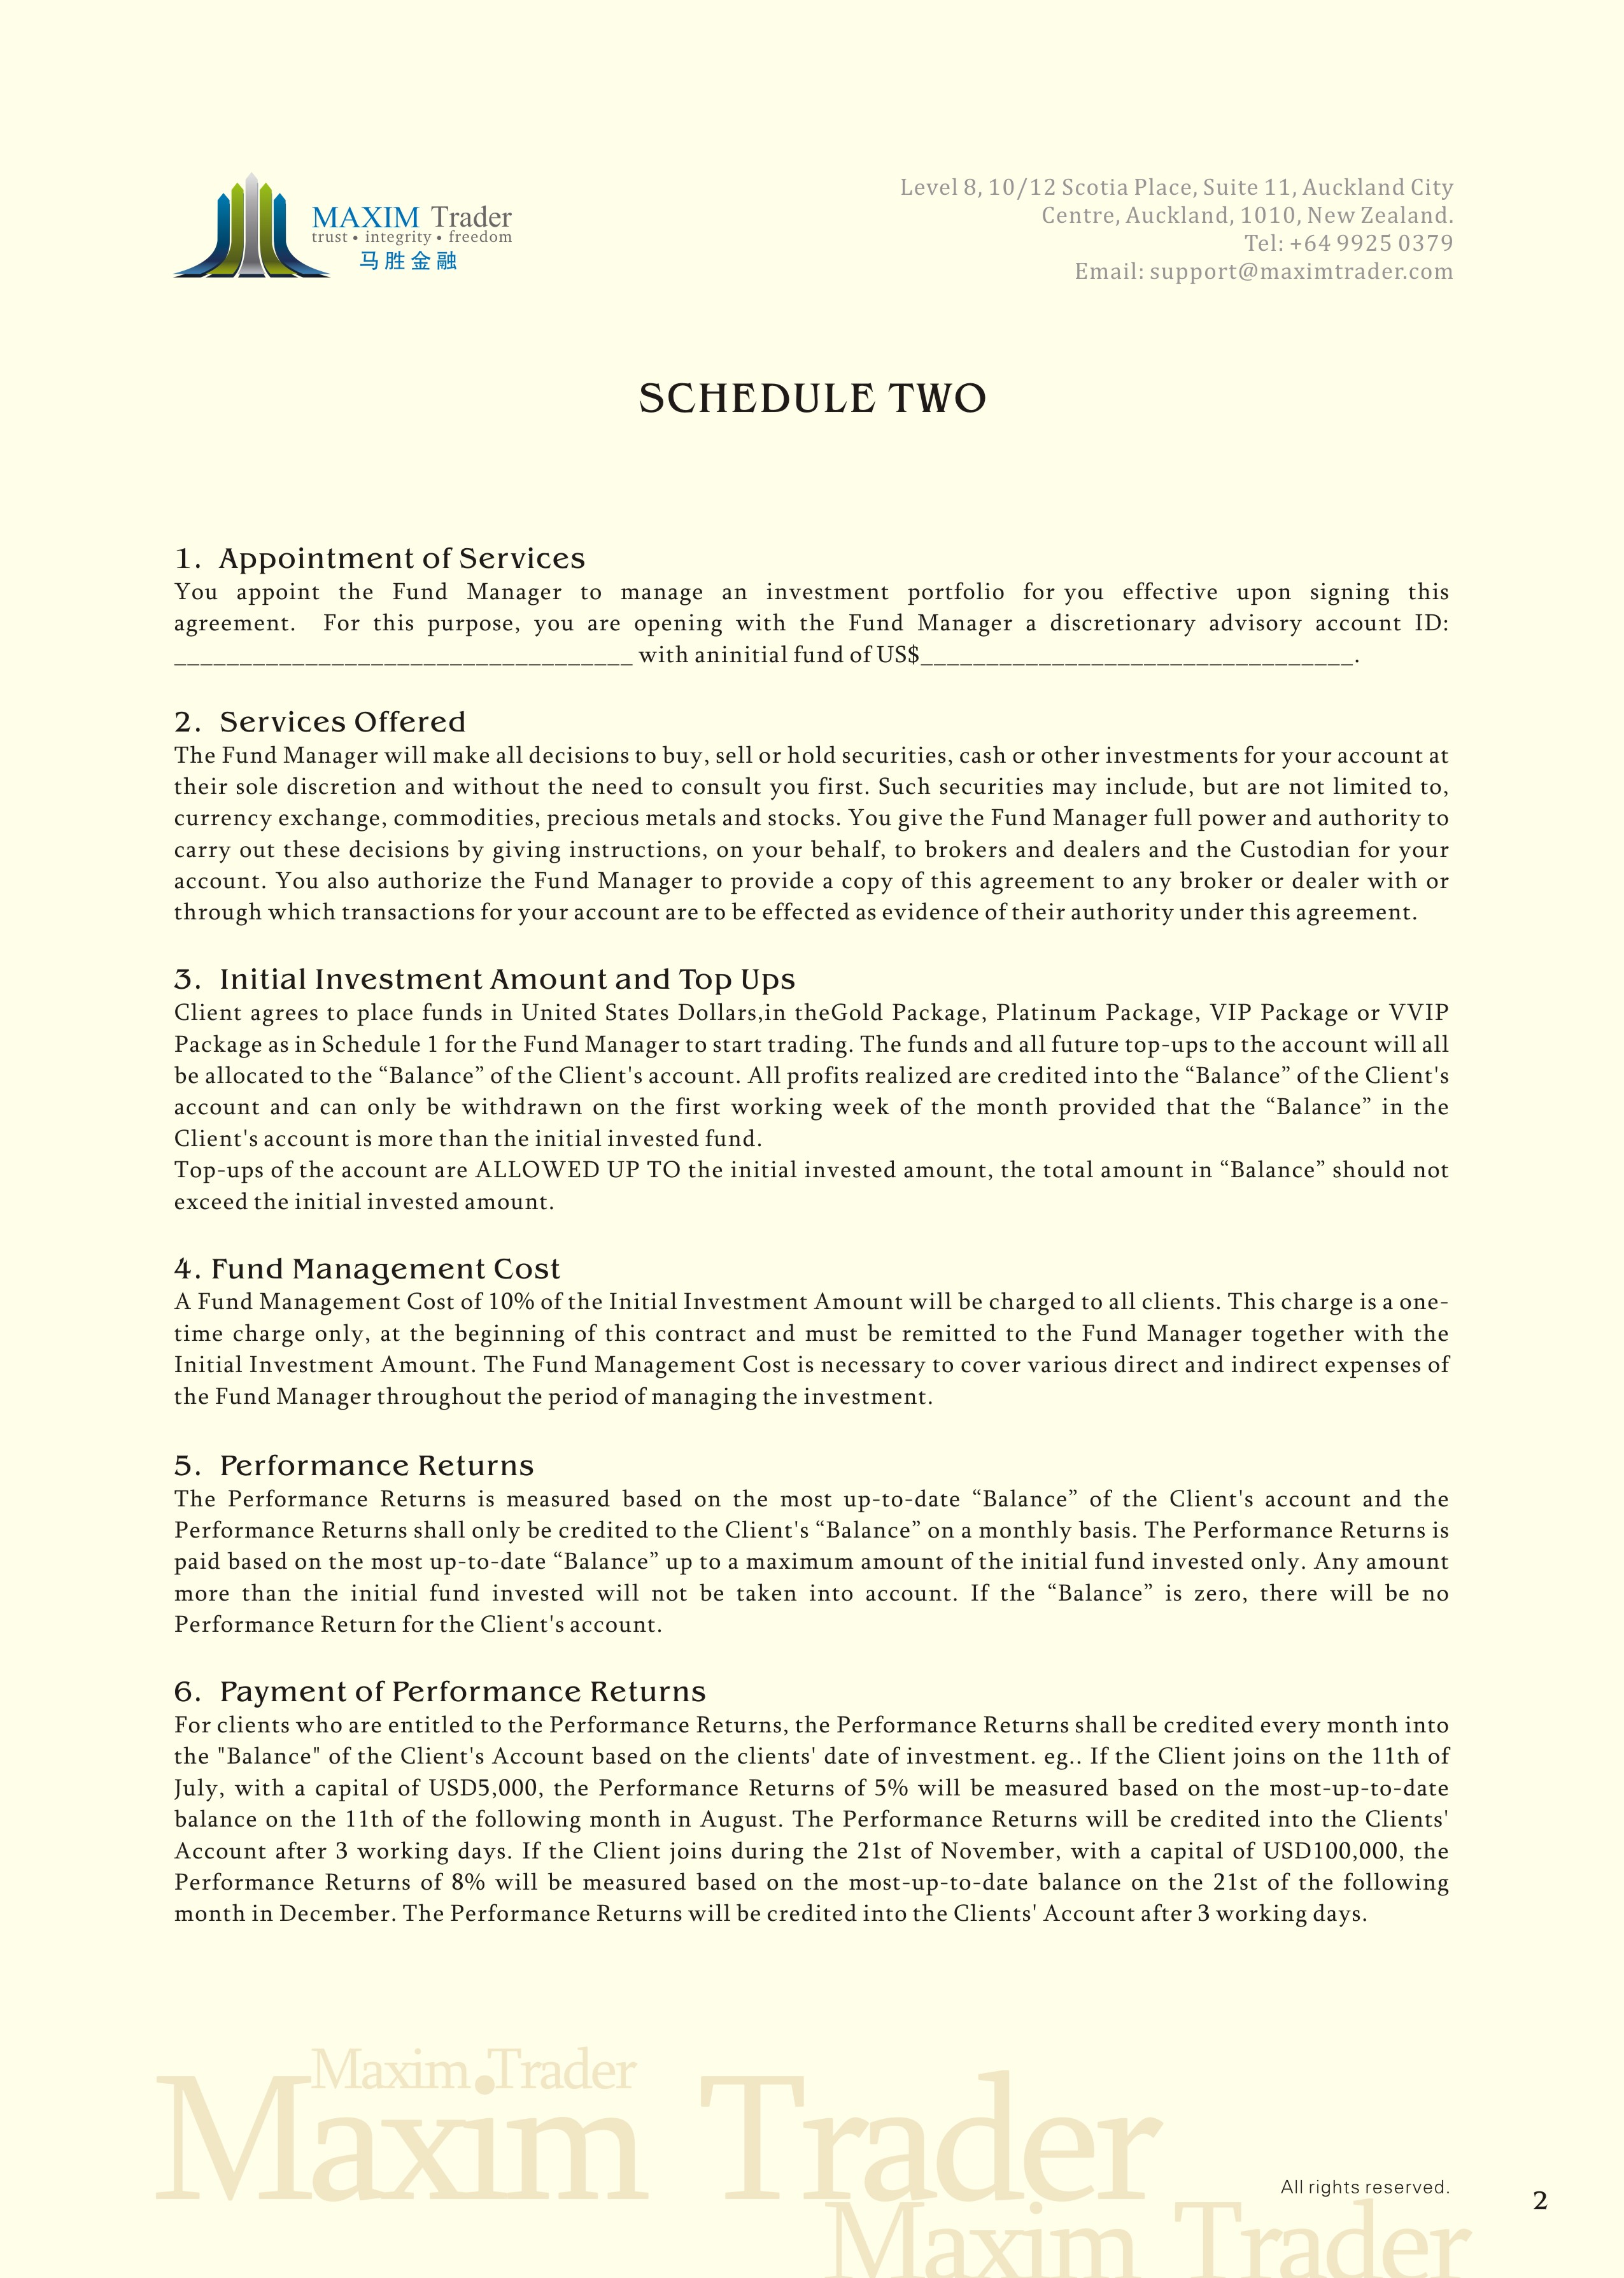 MAXIM Trader
trust • integrity • freedom
马胜金融
Level 8, 10/12 Scotia Place, Suite 11, Auckland City
Centre, Auckland, 1010, New Zealand.
Tel: +64 9925 0379
Email: support@maximtrader.com
SCHEDULE TWO
1. Appointment of Services
You appoint the Fund Manager to manage an investment portfolio for you effective upon signing this
agreement. For this purpose, you are opening with the Fund Manager a discretionary advisory account ID:
___________________________________ with aninitial fund of US$_________________________________.
2. Services Offered
The Fund Manager will make all decisions to buy, sell or hold securities, cash or other investments for your account at
their sole discretion and without the need to consult you first. Such securities may include, but are not limited to,
currency exchange, commodities, precious metals and stocks. You give the Fund Manager full power and authority to
carry out these decisions by giving instructions, on your behalf, to brokers and dealers and the Custodian for your
account. You also authorize the Fund Manager to provide a copy of this agreement to any broker or dealer with or
through which transactions for your account are to be effected as evidence of their authority under this agreement.
3. Initial Investment Amount and Top Ups
Client agrees to place funds in United States Dollars,in theGold Package, Platinum Package, VIP Package or VVIP
Package as in Schedule 1 for the Fund Manager to start trading. The funds and all future top-ups to the account will all
be allocated to the “Balance” of the Client's account. All profits realized are credited into the “Balance” of the Client's
account and can only be withdrawn on the first working week of the month provided that the “Balance” in the
Client's account is more than the initial invested fund.
Top-ups of the account are ALLOWED UP TO the initial invested amount, the total amount in “Balance” should not
exceed the initial invested amount.
4. Fund Management Cost
A Fund Management Cost of 10% of the Initial Investment Amount will be charged to all clients. This charge is a one-
time charge only, at the beginning of this contract and must be remitted to the Fund Manager together with the
Initial Investment Amount. The Fund Management Cost is necessary to cover various direct and indirect expenses of
the Fund Manager throughout the period of managing the investment.
5. Performance Returns
The Performance Returns is measured based on the most up-to-date “Balance” of the Client's account and the
Performance Returns shall only be credited to the Client's “Balance” on a monthly basis. The Performance Returns is
paid based on the most up-to-date “Balance” up to a maximum amount of the initial fund invested only. Any amount
more than the initial fund invested will not be taken into account. If the “Balance” is zero, there will be no
Performance Return for the Client's account.
6. Payment of Performance Returns
For clients who are entitled to the Performance Returns, the Performance Returns shall be credited every month into
the "Balance" of the Client's Account based on the clients' date of investment. eg.. If the Client joins on the 11th of
July, with a capital of USD5,000, the Performance Returns of 5% will be measured based on the most-up-to-date
balance on the 11th of the following month in August. The Performance Returns will be credited into the Clients'
Account after 3 working days. If the Client joins during the 21st of November, with a capital of USD100,000, the
Performance Returns of 8% will be measured based on the most-up-to-date balance on the 21st of the following
month in December. The Performance Returns will be credited into the Clients' Account after 3 working days.
Maxim Trader
Maxim Trader
All rights reserved.
2
Maxim Trader